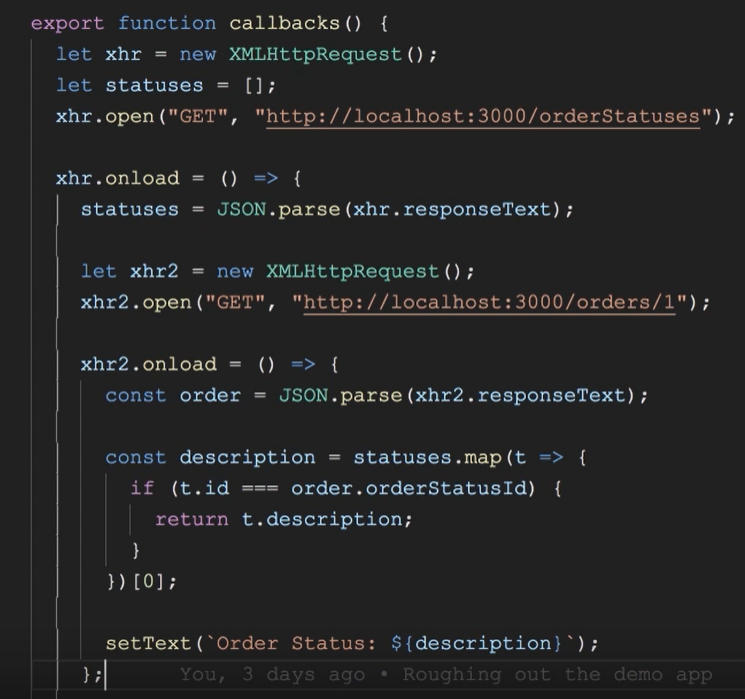 export function callbacks() {
let xhr = new XMLHttpRequest();
let statuses = [];
xhr.open("GET", "http://localhost:3000/orderStatuses");
xhr.onload = () => {
statuses = JSON.parse(xhr.responseText);
let xhr2 = new XMLHttpRequest();
xhr2.open("GET", "http://localhost:3000/orders/1");
xhr2.onload = () => {
const order = JSON.parse(xhr2.responseText);
const description = statuses.map(t => {
if (t.id === order.orderStatusId) {
return t.description;
}
})[0];
setText(`Order Status: ${description}`);
}; You, 3 days ago • Roughing out the demo app